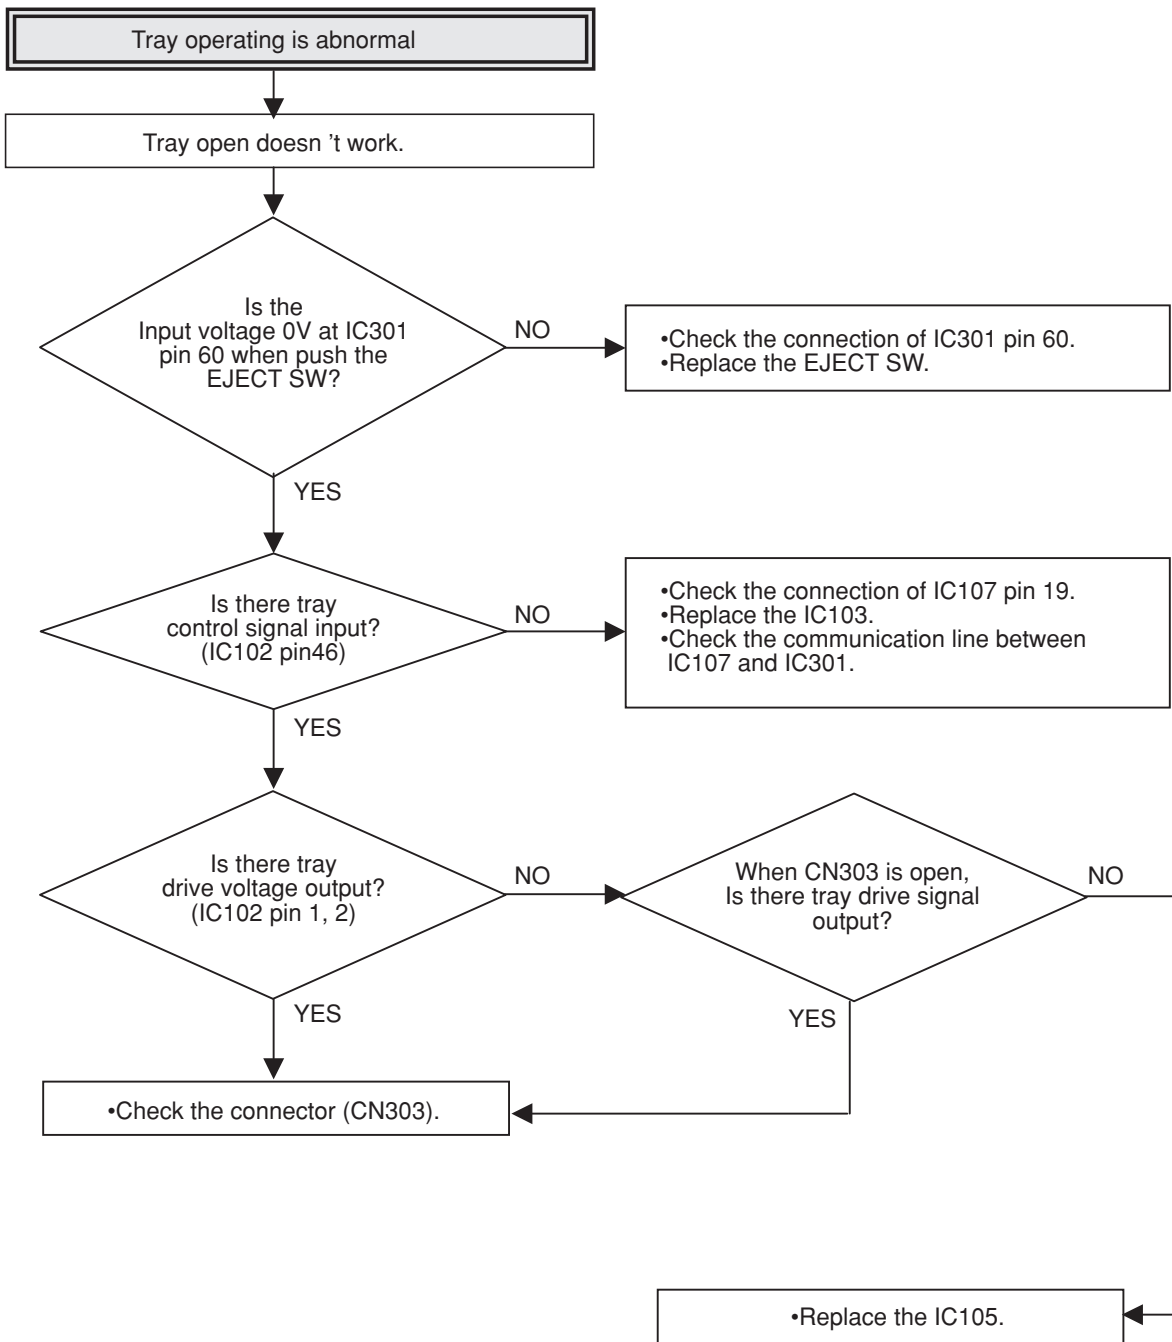 Tray operating is abnormal
Tray open doesn 't work.
Is the
Input voltage 0V at IC301
pin 60 when push the
EJECT SW?
NO
•Check the connection of IC301 pin 60.
•Replace the EJECT SW.
YES
Is there tray
control signal input?
(IC102 pin46)
NO
•Check the connection of IC107 pin 19.
•Replace the IC103.
•Check the communication line between
IC107 and IC301.
YES
Is there tray
drive voltage output?
(IC102 pin 1, 2)
NO
When CN303 is open,
Is there tray drive signal
output?
NO
YES
YES
•Check the connector (CN303).
•Replace the IC105.